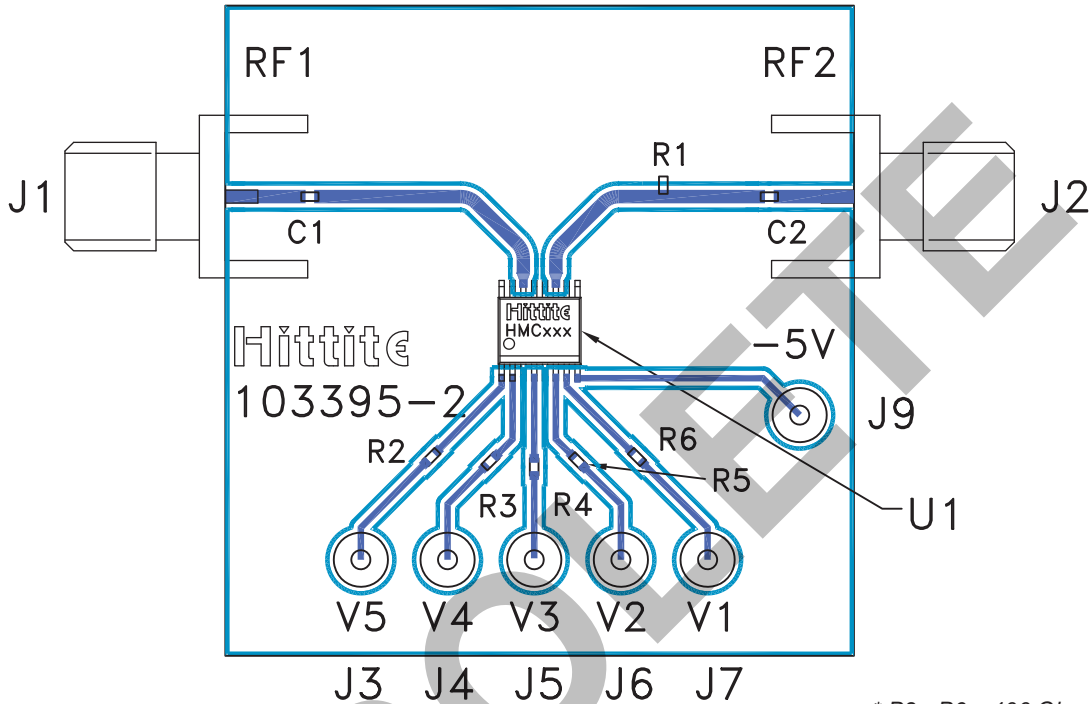 RF1 RF2
R1
J1 J2
C1 C2
Hittite
HMCxxx
Hittite -5V
103395-2 J9
R2 R6
R3 R4 R5
U1
V5 V4 V3 V2 V1
J3 J4 J5 J6 J7
OLETE